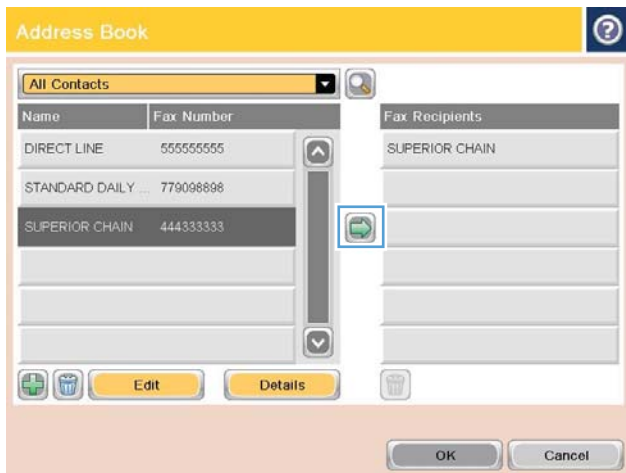 Address Book
All Contacts
Name Fax Number Fax Recipients
DIRECT LINE 555555555 SUPERIOR CHAIN
STANDARD DAILY ... 779098898
SUPERIOR CHAIN 444333333
Edit Details
OK Cancel